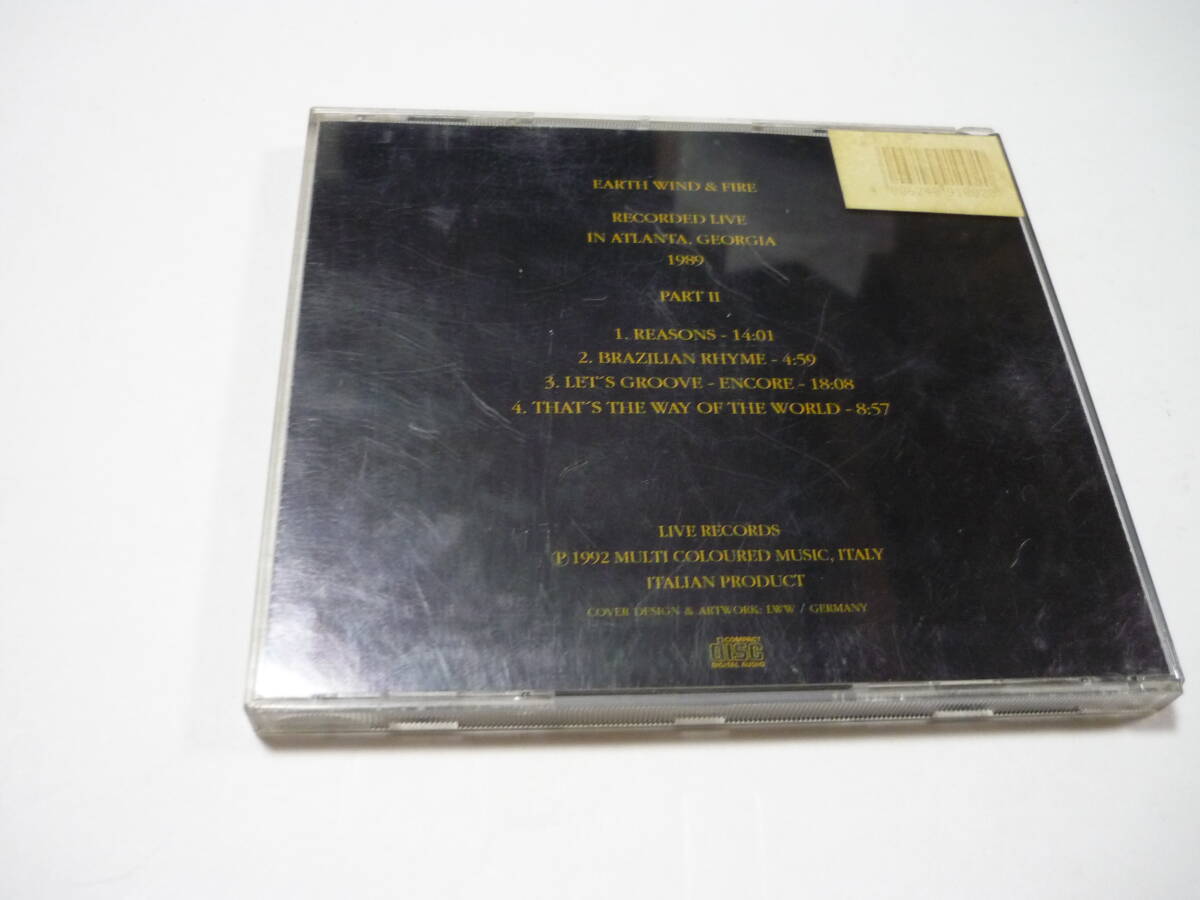 EARTH WIND & FIRE
RECORDED LIVE
IN ATLANTA, GEORGIA
1989
PART II
1. REASONS - 14:01
2. BRAZILIAN RHYME - 4:59
3. LET´S GROOVE - ENCORE - 18:08
4. THAT´S THE WAY OF THE WORLD - 8:57
LIVE RECORDS
℗ 1992 MULTI COLOURED MUSIC, ITALY
ITALIAN PRODUCT
COVER DESIGN & ARTWORK: LWW / GERMANY
COMPACT
DISC
DIGITAL AUDIO